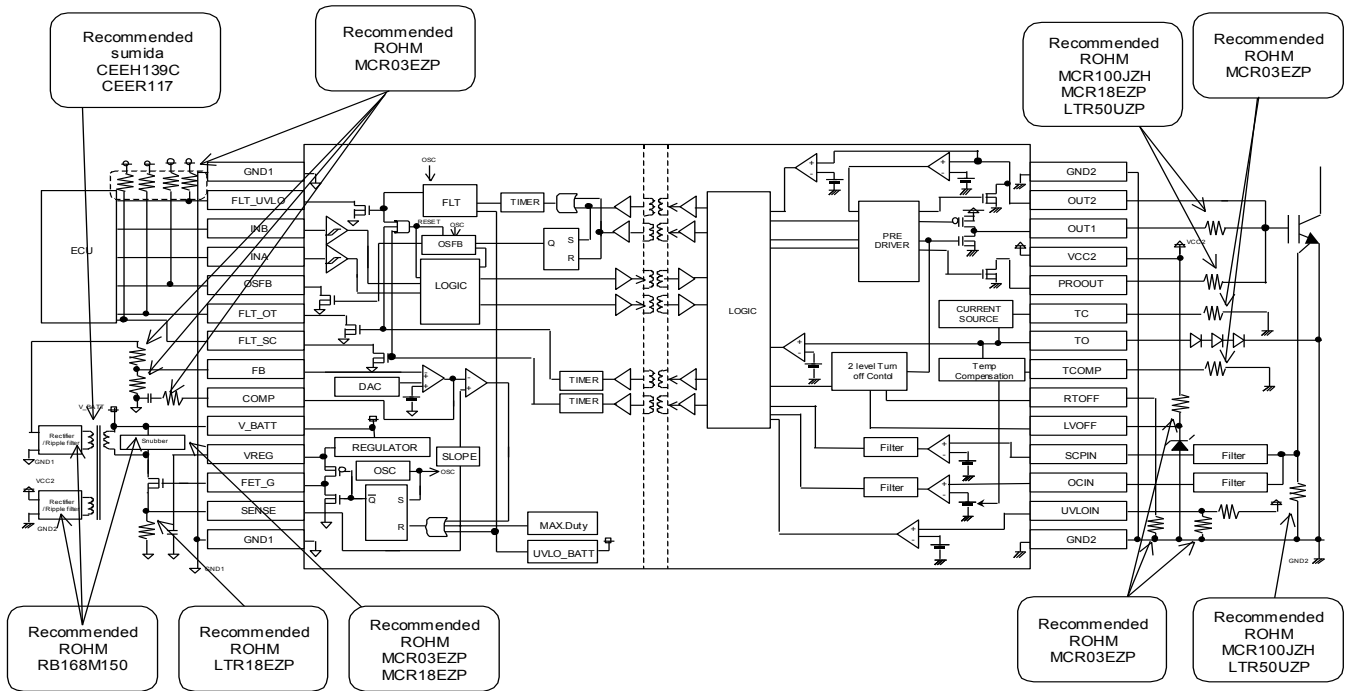 Recommended
sumida
CEEH139C
CEER117
Recommended
ROHM
MCR03EZP
Recommended
ROHM
MCR100JZH
MCR18EZP
LTR50UZP
Recommended
ROHM
MCR03EZP
ECU
GND1
FLT_UVLO
INB
INA
OSFB
FLT_OT
FLT_SC
FB
COMP
V_BATT
VREG
FET_G
SENSE
GND1
V_BATT
Rectifier
/Ripple filter
Snubber
GND1
VCC2
Rectifier
/Ripple filter
GND2
GND1
OSC
FLT
TIMER
RESET
OSC
OSFB
LOGIC
Q
S
R
TIMER
TIMER
DAC
REGULATOR
SLOPE
OSC
OSC
Q
S
R
MAX.Duty
UVLO_BATT
LOGIC
PRE
DRIVER
CURRENT
SOURCE
2 level Turn
off Contol
Temp
Compensation
Filter
Filter
GND2
OUT2
OUT1
VCC2
PROOUT
TC
TO
TCOMP
RTOFF
LVOFF
SCPIN
OCIN
UVLOIN
GND2
VCC2
Filter
Filter
GND2
Recommended
ROHM
RB168M150
Recommended
ROHM
LTR18EZP
Recommended
ROHM
MCR03EZP
MCR18EZP
Recommended
ROHM
MCR03EZP
Recommended
ROHM
MCR100JZH
LTR50UZP